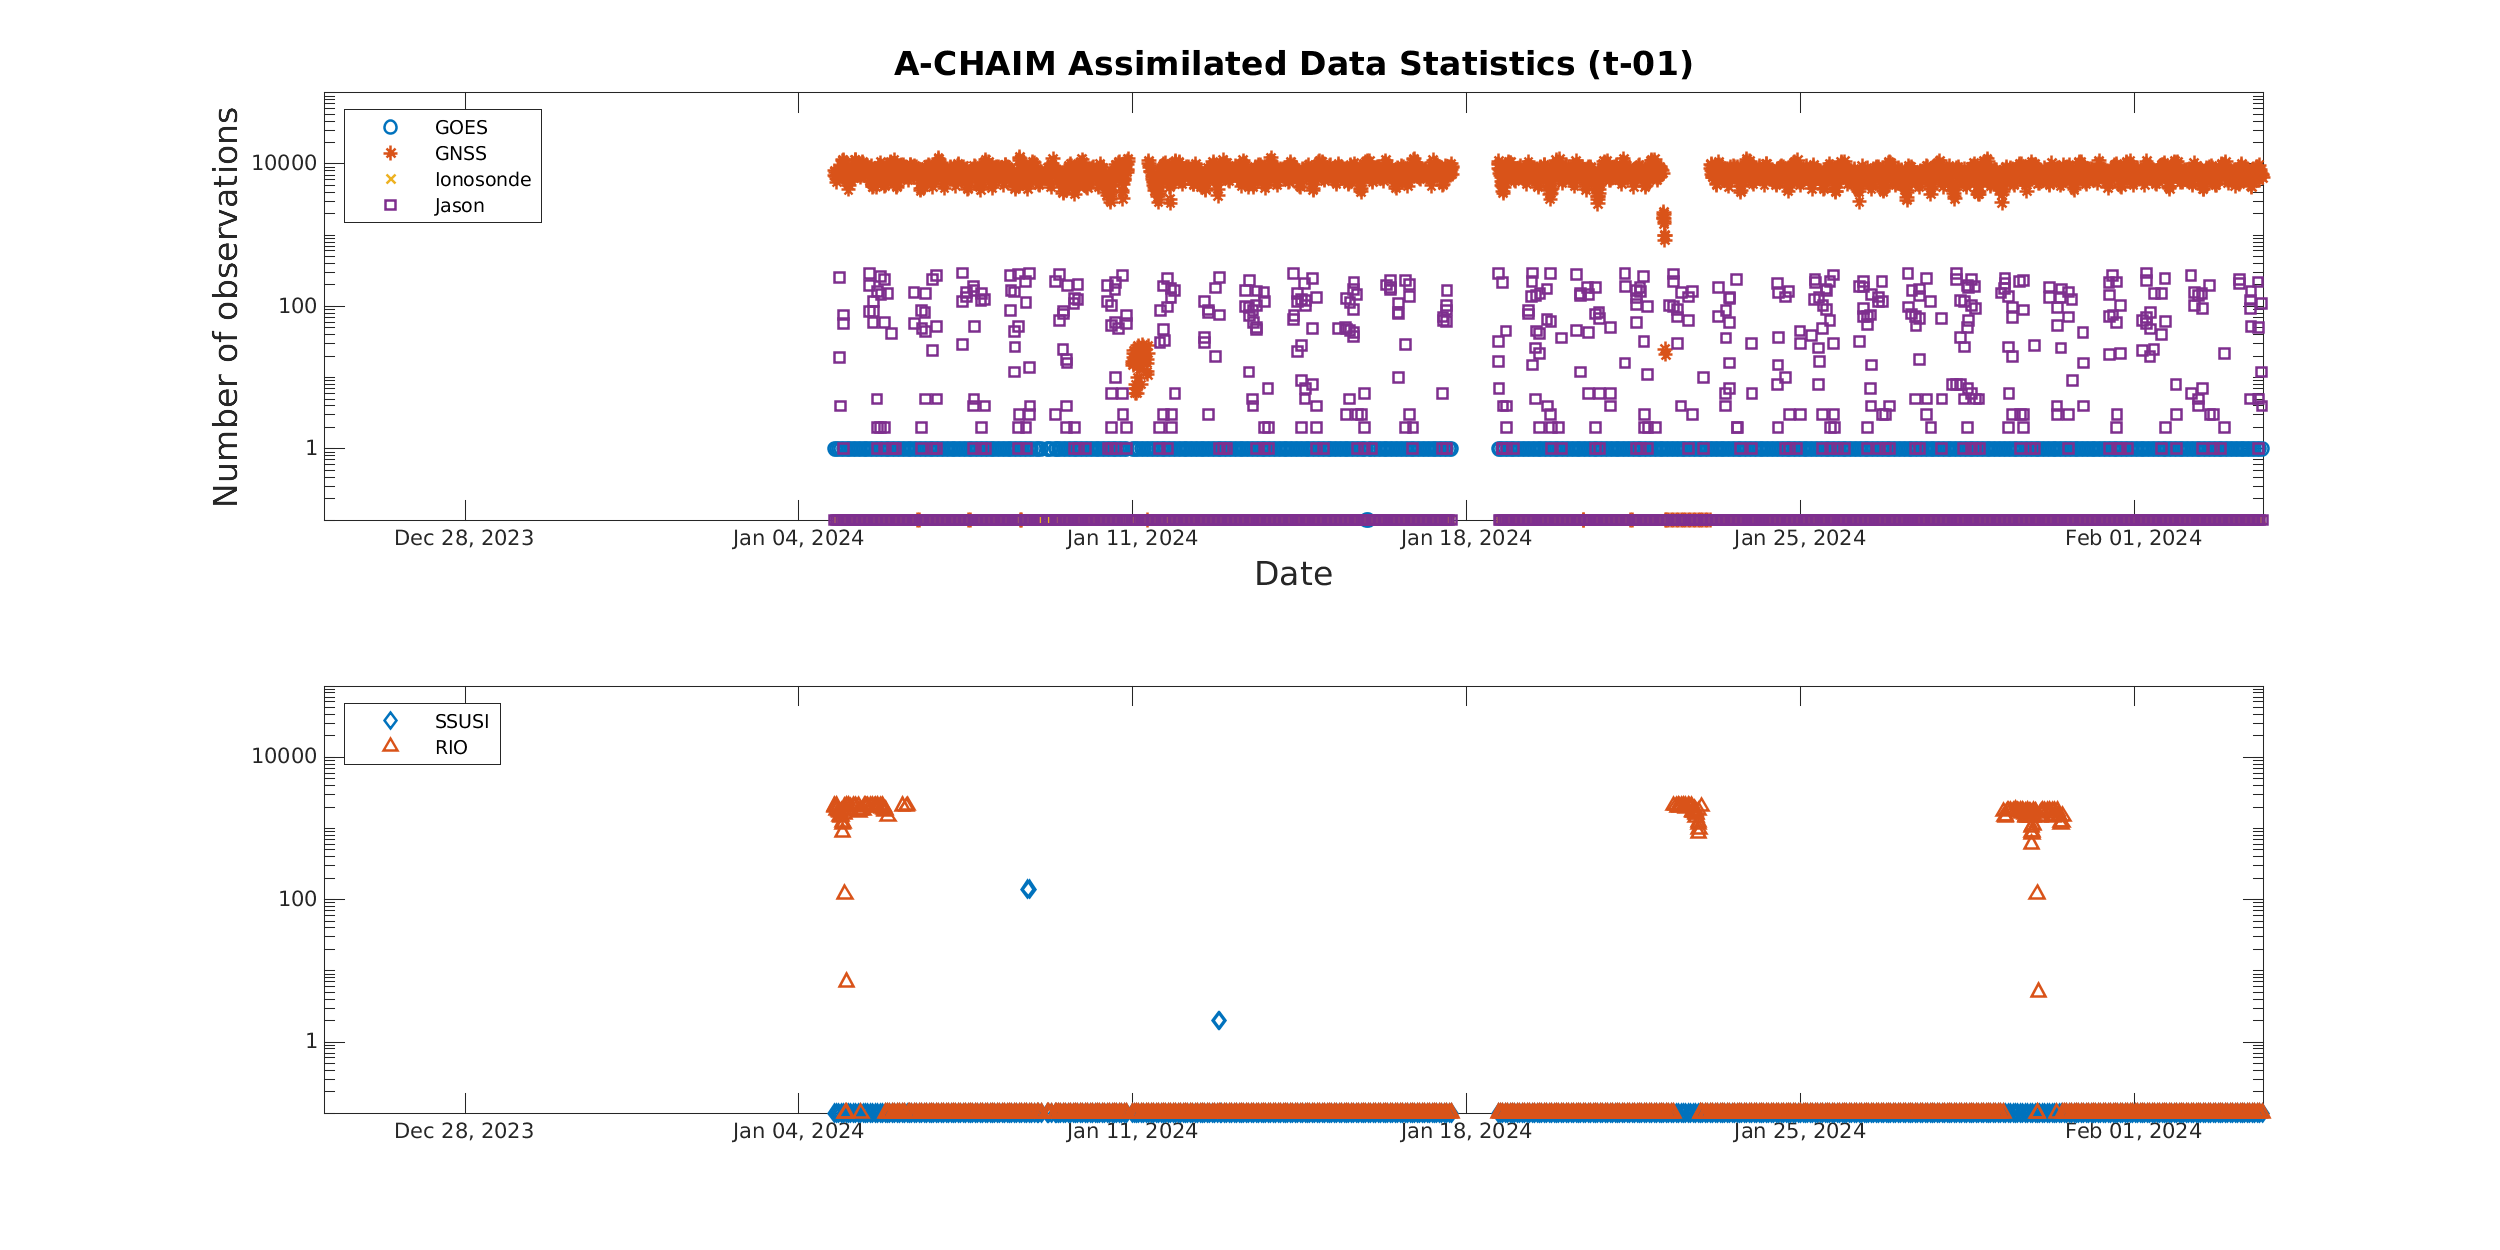 A-CHAIM Assimilated Data Statistics (t-01)
Number of observations
10000
100
1
GOES
GNSS
Ionosonde
Jason
Dec 28, 2023
Jan 04, 2024
Jan 11, 2024
Jan 18, 2024
Jan 25, 2024
Feb 01, 2024
Date
10000
100
1
SSUSI
RIO
Dec 28, 2023
Jan 04, 2024
Jan 11, 2024
Jan 18, 2024
Jan 25, 2024
Feb 01, 2024